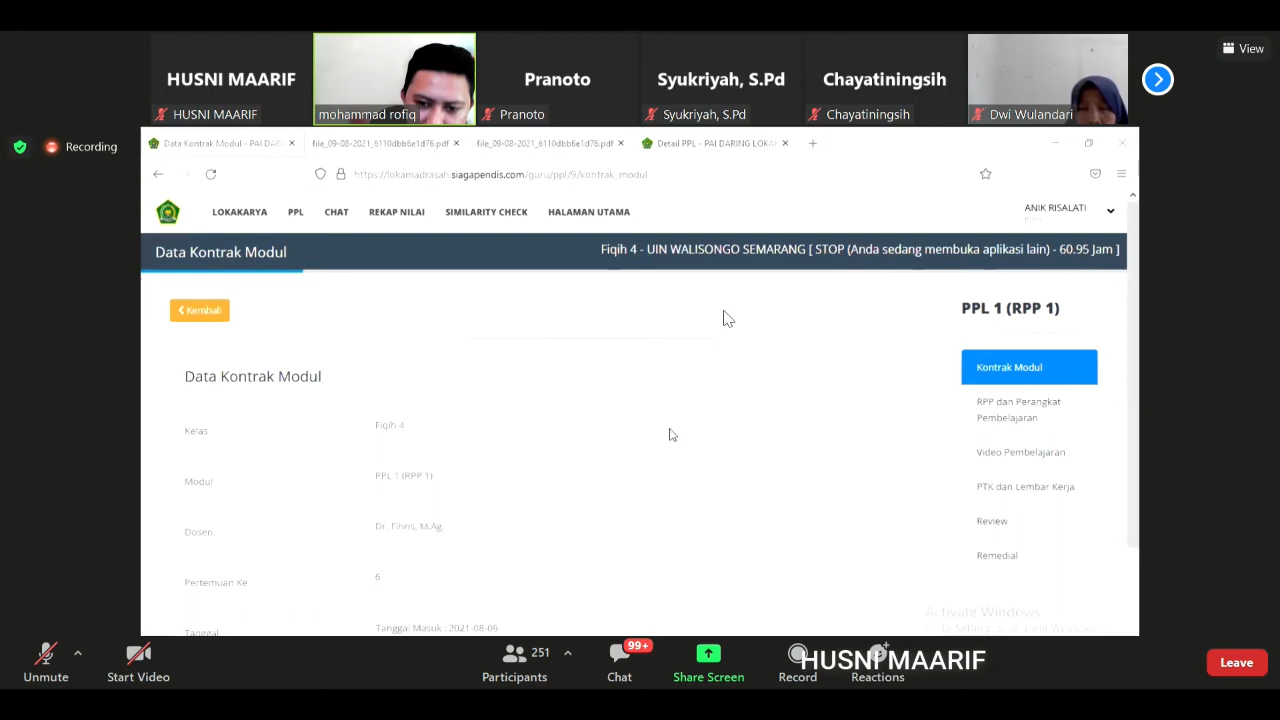 View
HUSNI MAARIF
Pranoto
Syukriyah, S.Pd
Chayatiningsih
HUSNI MAARIF
mohammad rofiq
Pranoto
Syukriyah, S.Pd
Chayatiningsih
Dwi Wulandari
Recording
Data Kontrak Modul - PAI DAR
file_09-08-2021_6110dbb6e1d76.pdf
file_09-08-2021_6110dbb6e1d76.pdf
Detail PPL - PAI DARING LOKA
https://lokamadrasah.siagapendis.com/guru/ppl/9/kontrak_modul
LOKAKARYA PPL CHAT REKAP NILAI SIMILARITY CHECK HALAMAN UTAMA
ANIK RISALATI
Data Kontrak Modul
Fiqih 4 - UIN WALISONGO SEMARANG [ STOP (Anda sedang membuka aplikasi lain) - 60.95 Jam ]
Kembali
PPL 1 (RPP 1)
Data Kontrak Modul
Kontrak Modul
RPP dan Perangkat
Pembelajaran
Video Pembelajaran
PTK dan Lembar Kerja
Review
Remedial
Kelas Fiqih 4
Modul PPL 1 (RPP 1)
Dosen Dr. Fihris, M.Ag.
Pertemuan Ke 6
Tanggal Tanggal Masuk : 2021-08-09
Activate Windows
Unmute
Start Video
251
Participants
99+
Chat
Share Screen
Record
Reactions
HUSNI MAARIF
Leave